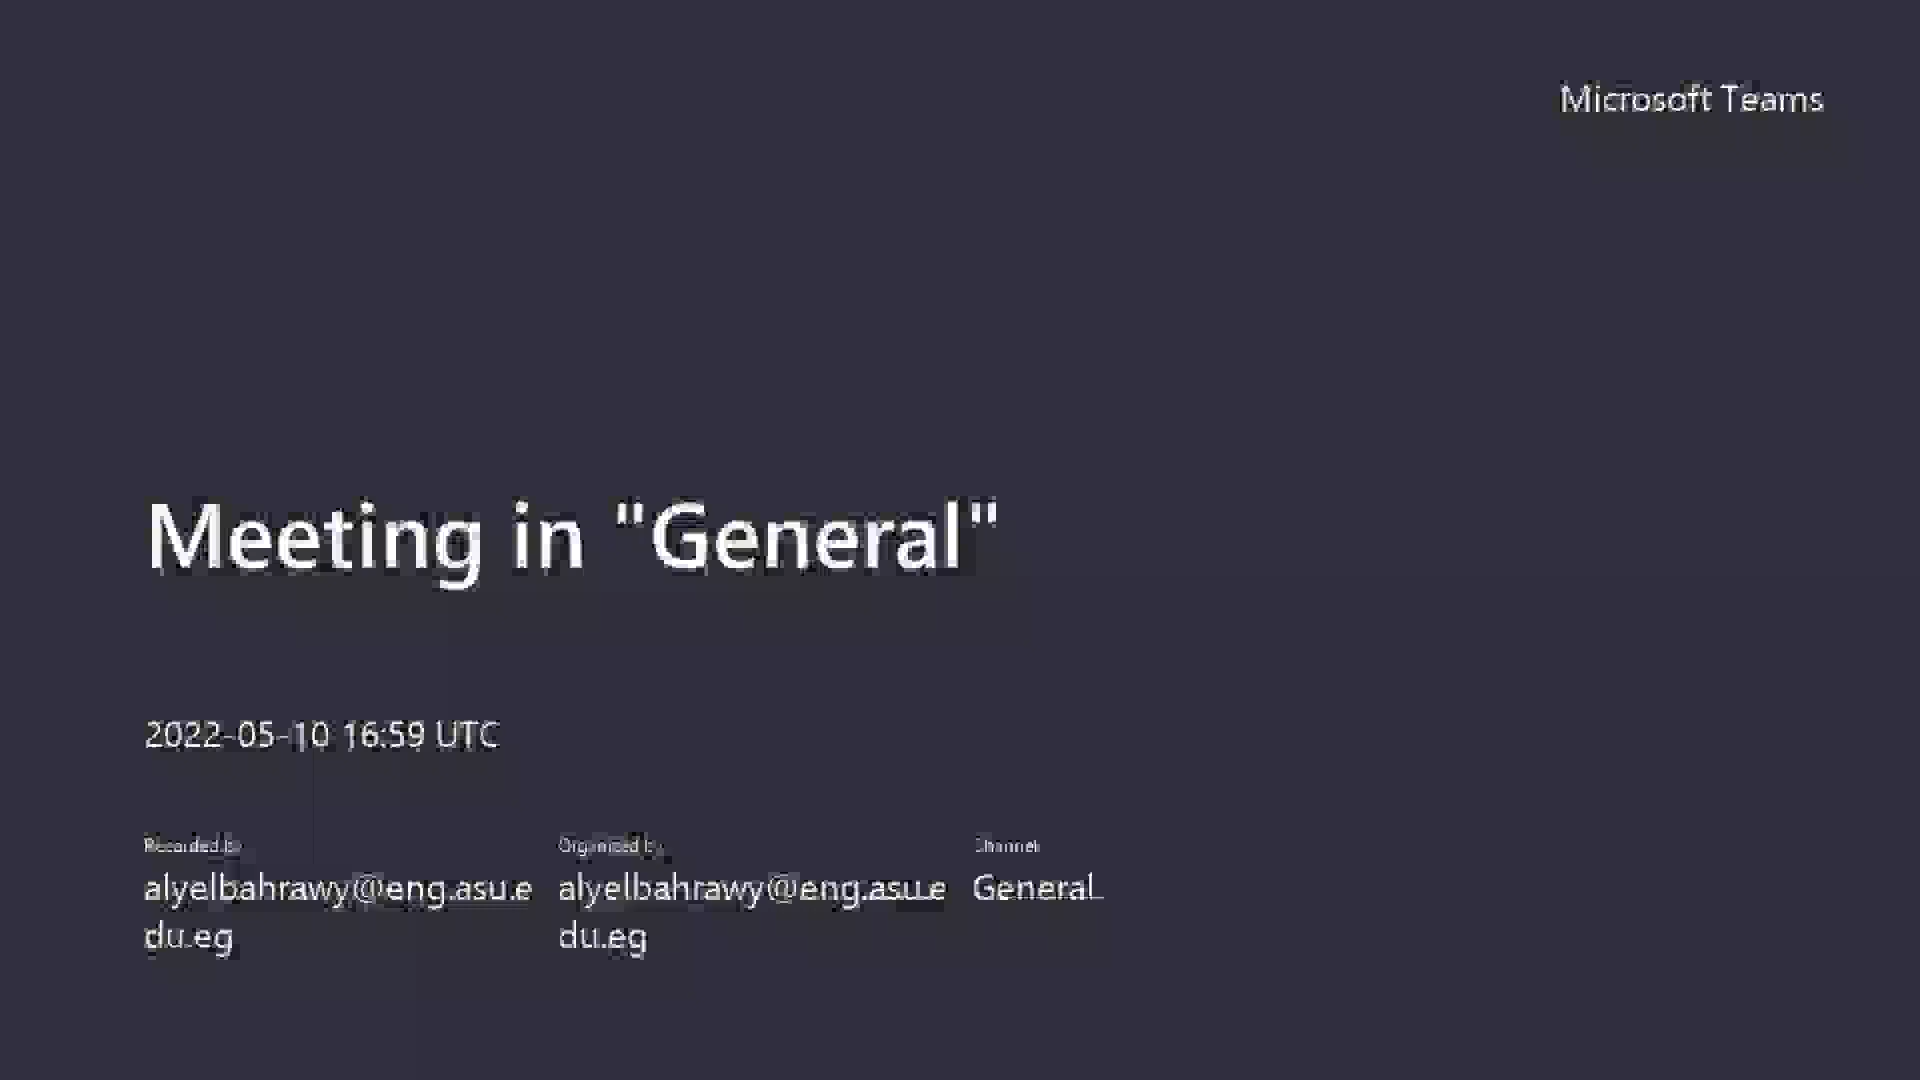 Microsoft Teams
Meeting in "General"
2022-05-10 16:59 UTC
Recorded by
Organized by
Channel
alyelbahrawy@eng.asu.e
alyelbahrawy@eng.asu.e
General
du.eg
du.eg